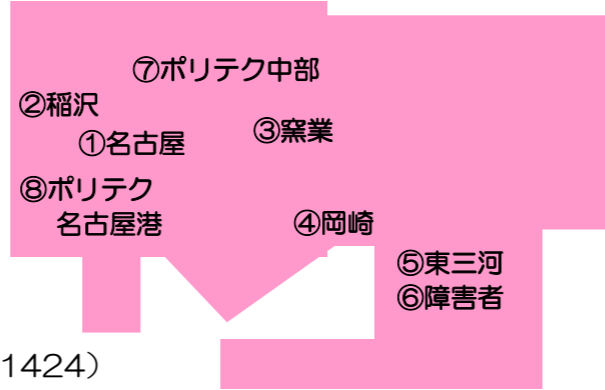 ⑦ポリテク中部
②稲沢
①名古屋
③窯業
⑧ポリテク
名古屋港
④岡崎
⑤東三河
⑥障害者
1424）